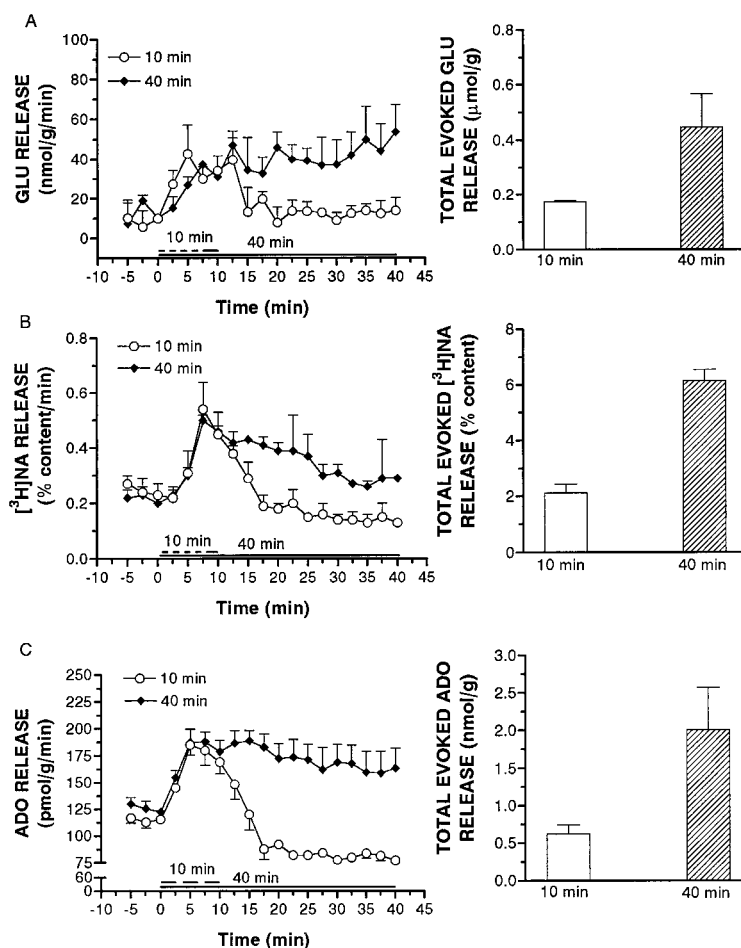 A
10 min
40 min
GLU RELEASE
(nmol/g/min)
100
80
60
40
20
0
10 min
40 min
-10 -5 0 5 10 15 20 25 30 35 40 45
Time (min)
TOTAL EVOKED GLU
RELEASE (μmol/g)
0.8
0.6
0.4
0.2
0.0
10 min
40 min
B
10 min
40 min
[³H]NA RELEASE
(% content/min)
0.8
0.6
0.4
0.2
0.0
10 min
40 min
-10 -5 0 5 10 15 20 25 30 35 40 45
Time (min)
TOTAL EVOKED [³H]NA
RELEASE (% content)
8
6
4
2
0
10 min
40 min
C
10 min
40 min
ADO RELEASE
(pmol/g/min)
250
225
200
175
150
125
100
75
60
0
10 min
40 min
-10 -5 0 5 10 15 20 25 30 35 40 45
Time (min)
TOTAL EVOKED ADO
RELEASE (nmol/g)
3.0
2.5
2.0
1.5
1.0
0.5
0.0
10 min
40 min